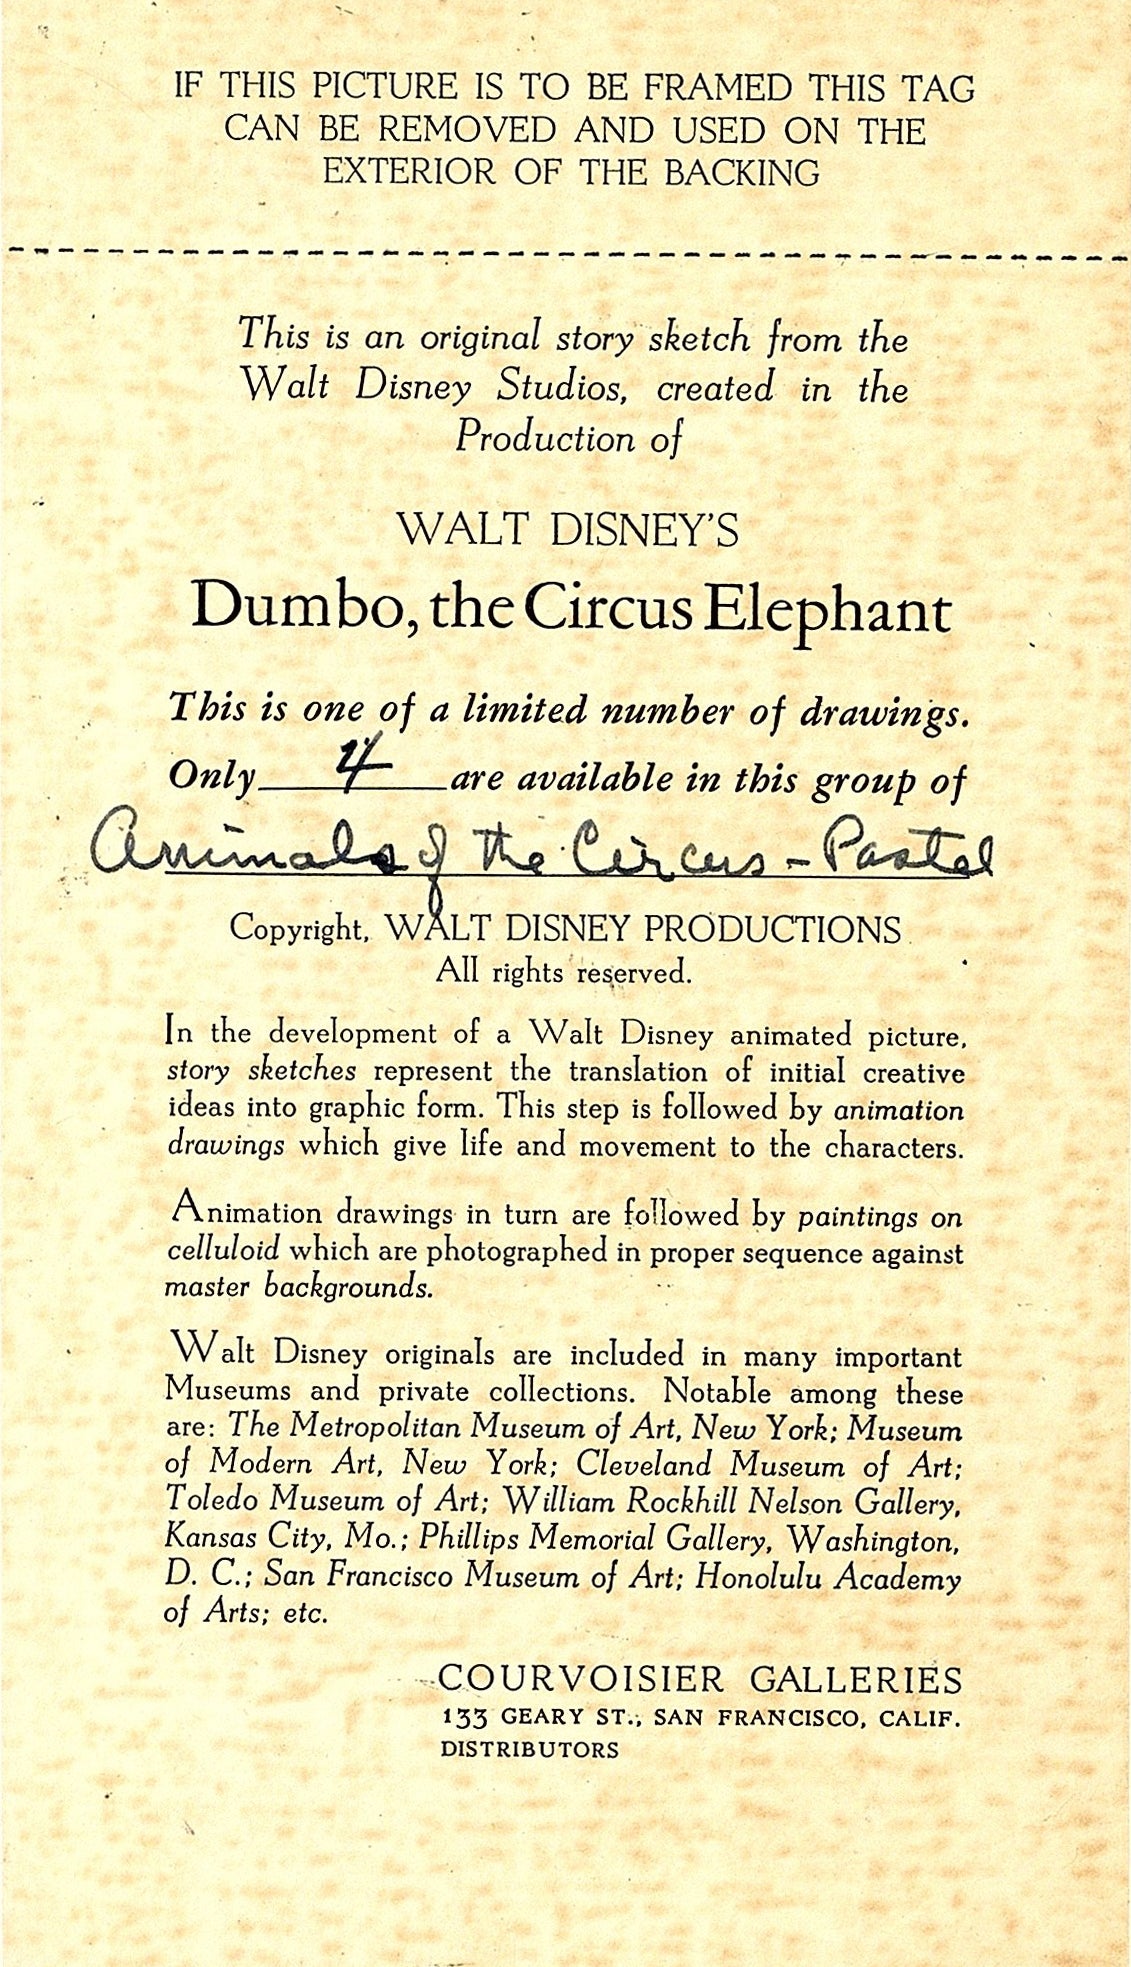 IF THIS PICTURE IS TO BE FRAMED THIS TAG
CAN BE REMOVED AND USED ON THE
EXTERIOR OF THE BACKING
This is an original story sketch from the
Walt Disney Studios, created in the
Production of
WALT DISNEY'S
Dumbo, the Circus Elephant
This is one of a limited number of drawings.
Only 4 are available in this group of
Animals of the Circus - Pastel
Copyright, WALT DISNEY PRODUCTIONS
All rights reserved.
In the development of a Walt Disney animated picture,
story sketches represent the translation of initial creative
ideas into graphic form. This step is followed by animation
drawings which give life and movement to the characters.
Animation drawings in turn are followed by paintings on
celluloid which are photographed in proper sequence against
master backgrounds.
Walt Disney originals are included in many important
Museums and private collections. Notable among these
are: The Metropolitan Museum of Art, New York; Museum
of Modern Art, New York; Cleveland Museum of Art;
Toledo Museum of Art; William Rockhill Nelson Gallery,
Kansas City, Mo.; Phillips Memorial Gallery, Washington,
D. C.; San Francisco Museum of Art; Honolulu Academy
of Arts; etc.
COURVOISIER GALLERIES
133 GEARY ST., SAN FRANCISCO, CALIF.
DISTRIBUTORS